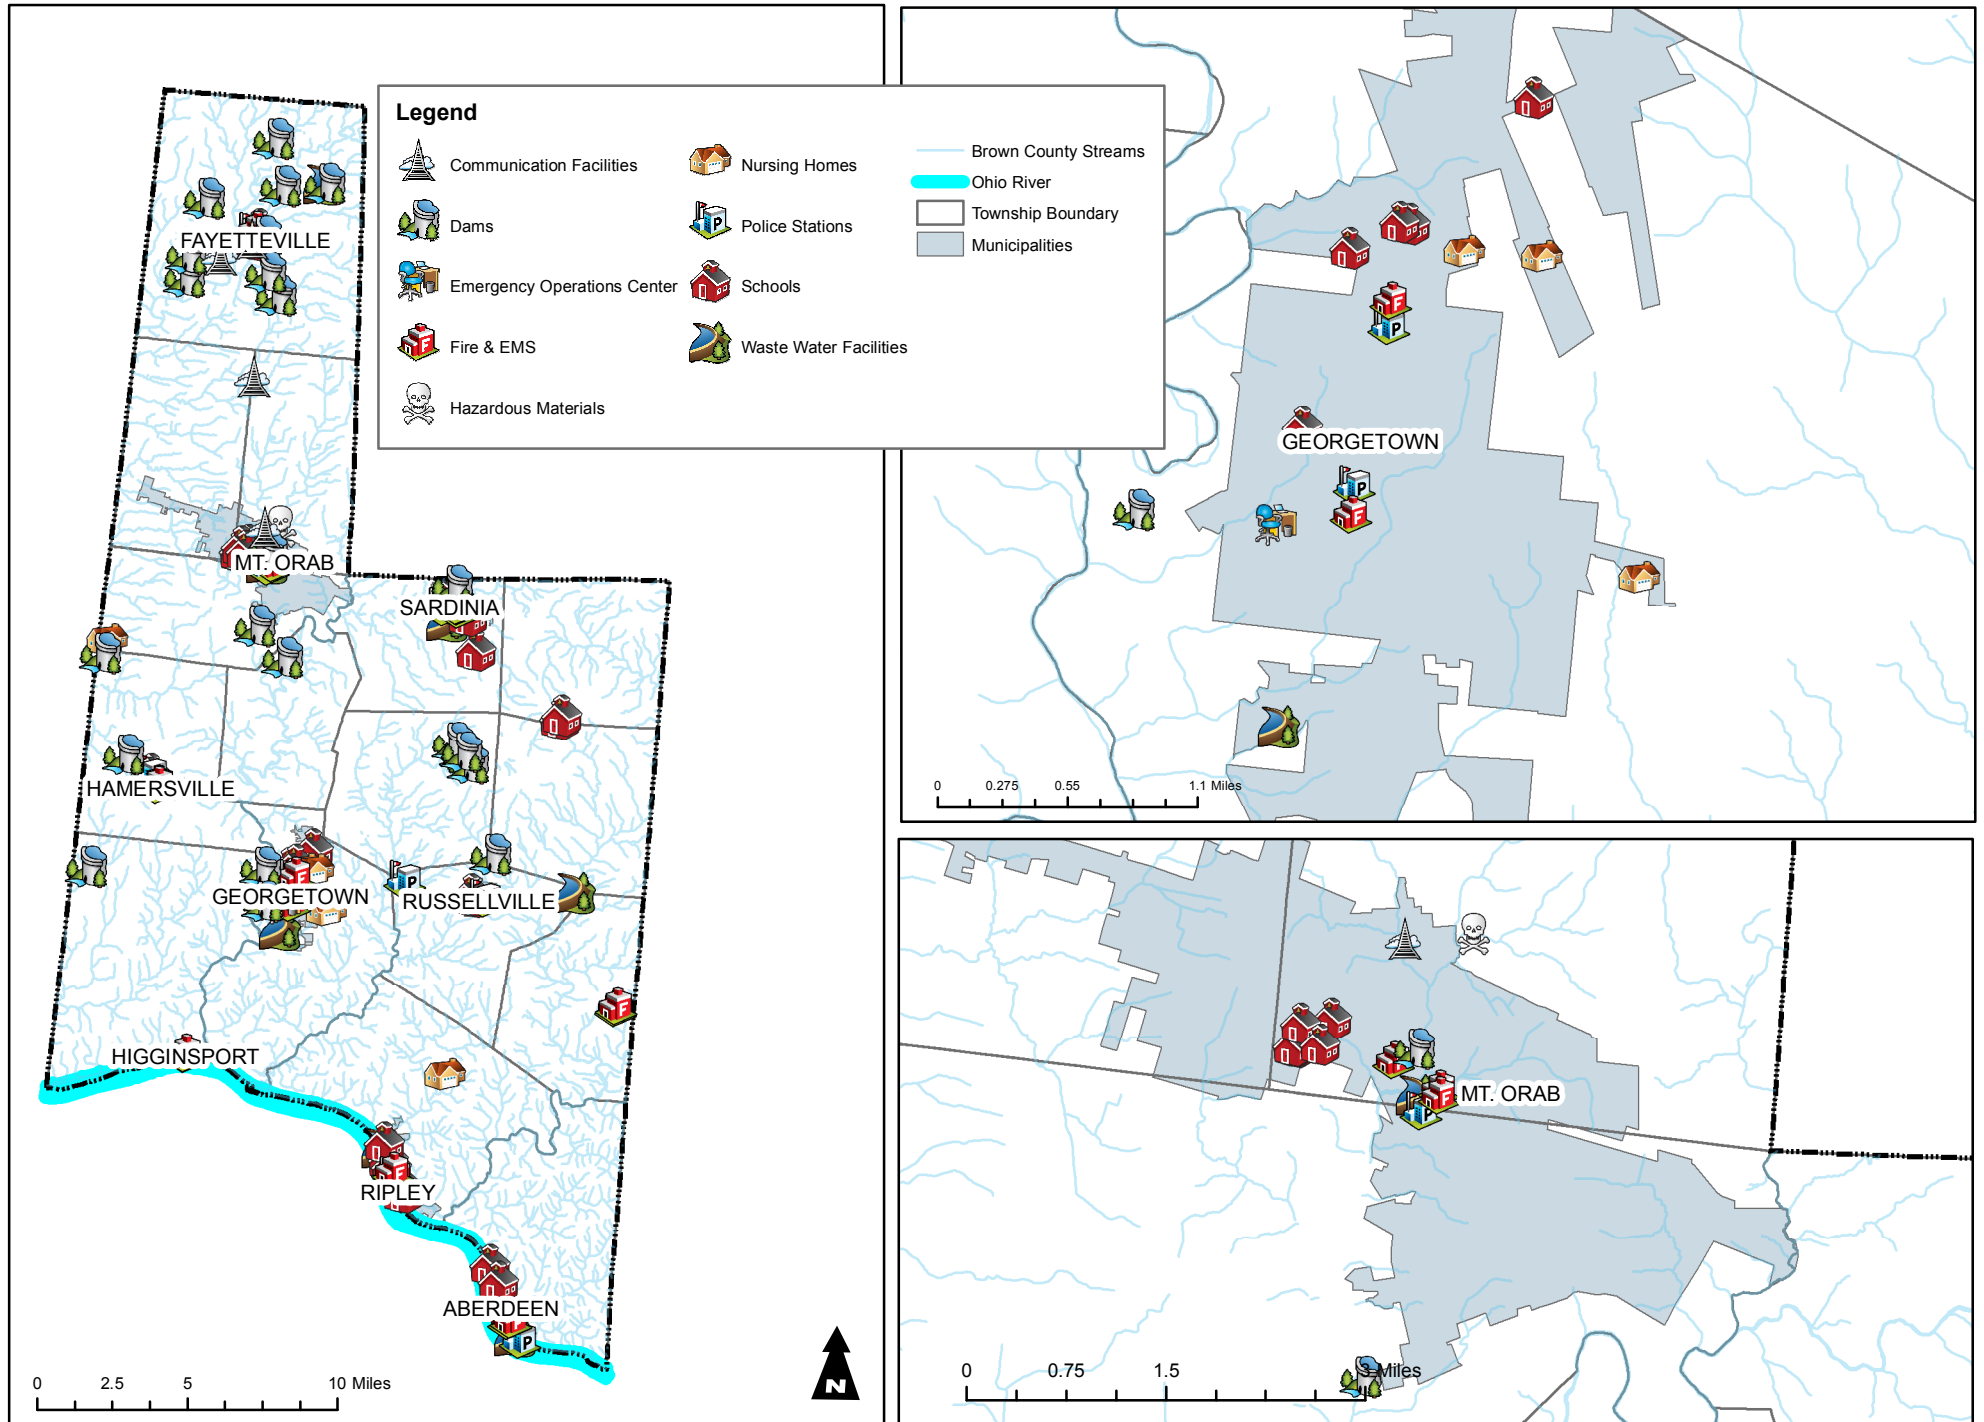 Legend
Communication Facilities
Dams
Emergency Operations Center
Fire & EMS
Hazardous Materials
Nursing Homes
Police Stations
Schools
Waste Water Facilities
Brown County Streams
Ohio River
Township Boundary
Municipalities
FAYETTEVILLE
MT. ORAB
SARDINIA
HAMERSVILLE
GEORGETOWN
RUSSELLVILLE
HIGGINSPORT
RIPLEY
ABERDEEN
0 2.5 5 10 Miles
N
GEORGETOWN
0 0.275 0.55 1.1 Miles
MT. ORAB
0 0.75 1.5 3 Miles